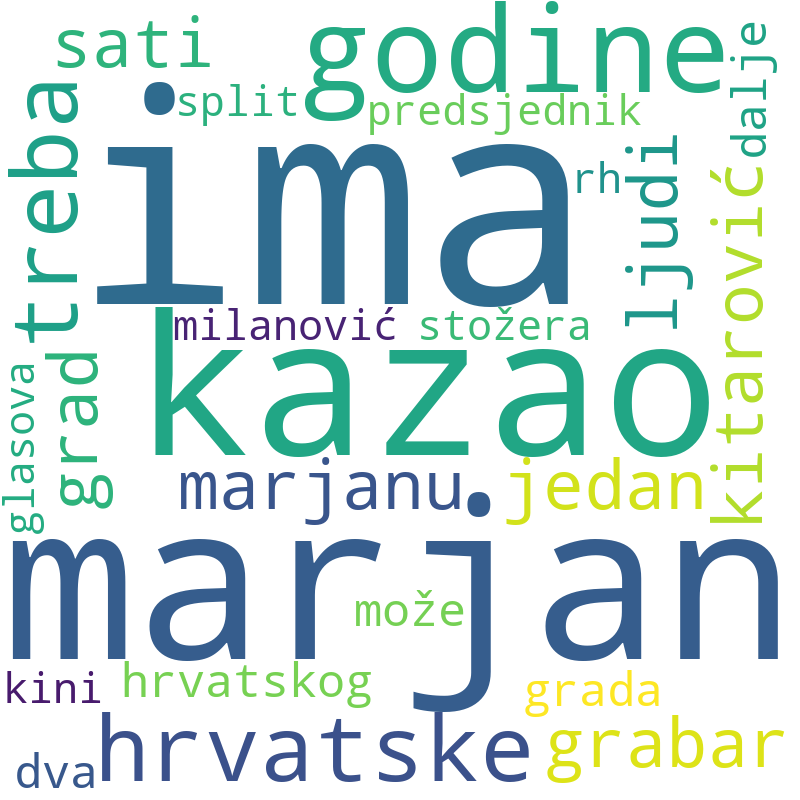 sati
godine
dalje
split
predsjednik
treba
ima
rh
ljudi
kitarović
milanović
stožera
kazao
grad
glasova
marjanu
jedan
marjan
može
kini
hrvatskog
grada
dva
hrvatske
grabar